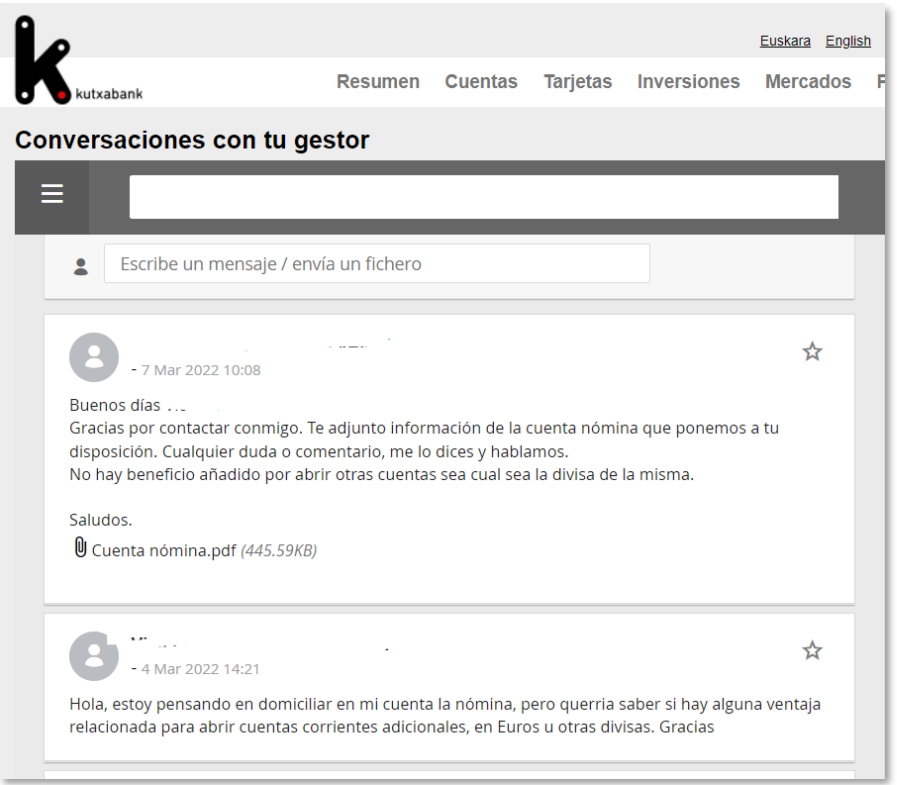 Euskara English
kutxabank
Resumen Cuentas Tarjetas Inversiones Mercados
Conversaciones con tu gestor
Escribe un mensaje / envía un fichero
- 7 Mar 2022 10:08
Buenos días
Gracias por contactar conmigo. Te adjunto información de la cuenta nómina que ponemos a tu
disposición. Cualquier duda o comentario, me lo dices y hablamos.
No hay beneficio añadido por abrir otras cuentas sea cual sea la divisa de la misma.
Saludos.
Cuenta nómina.pdf (445.59KB)
- 4 Mar 2022 14:21
Hola, estoy pensando en domiciliar en mi cuenta la nómina, pero querria saber si hay alguna ventaja
relacionada para abrir cuentas corrientes adicionales, en Euros u otras divisas. Gracias